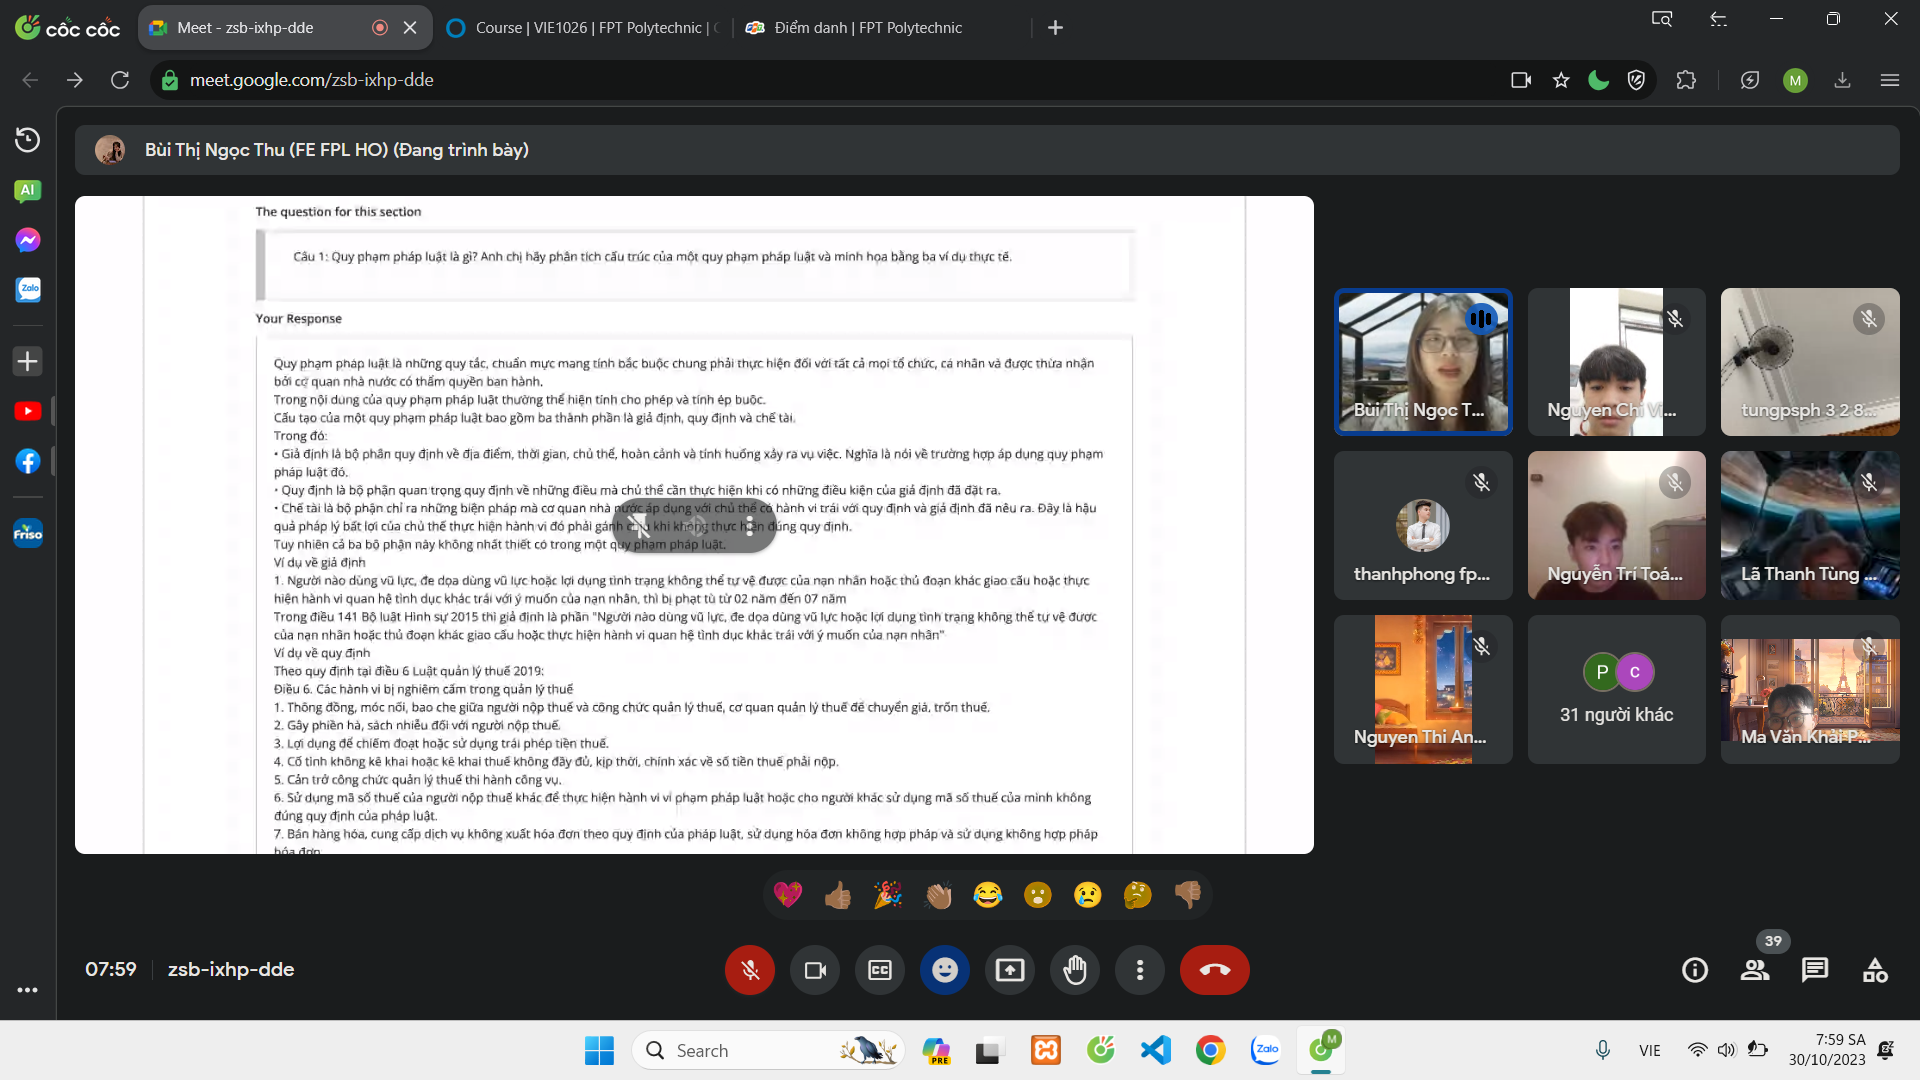 cốc cốc
Meet - zsb-ixhp-dde
Course | VIE1026 | FPT Polytechnic |
Điểm danh | FPT Polytechnic
meet.google.com/zsb-ixhp-dde
M
AI
Zalo
Friso
Bùi Thị Ngọc Thu (FE FPL HO) (Đang trình bày)
The question for this section
Câu 1: Quy phạm pháp luật là gì? Anh chị hãy phân tích cấu trúc của một quy phạm pháp luật và minh họa bằng ba ví dụ thực tế.
Your Response
Quy phạm pháp luật là những quy tắc, chuẩn mực mang tính bắc buộc chung phải thực hiện đối với tất cả mọi tổ chức, cá nhân và được thừa nhận
bởi cơ quan nhà nước có thẩm quyền ban hành.
Trong nội dung của quy phạm pháp luật thường thể hiện tính cho phép và tính ép buộc.
Cấu tạo của một quy phạm pháp luật bao gồm ba thành phần là giả định, quy định và chế tài.
Trong đó:
• Giả định là bộ phân quy định về địa điểm, thời gian, chủ thể, hoàn cảnh và tính huống xảy ra vụ việc. Nghĩa là nói về trường hợp áp dụng quy phạm
pháp luật đó.
• Quy định là bộ phận quan trọng quy định về những điều mà chủ thể cần thực hiện khi có những điều kiện của giả định đã đặt ra.
• Chế tài là bộ phận chỉ ra những biện pháp mà cơ quan nhà nước áp dụng với chủ thể có hành vi trái với quy định và giả định đã nêu ra. Đây là hậu
quả pháp lý bất lợi của chủ thể thực hiện hành vi đó phải gánh chịu khi không thực hiện đúng quy định.
Tuy nhiên cả ba bộ phận này không nhất thiết có trong một quy phạm pháp luật.
Ví dụ về giả định
1. Người nào dùng vũ lực, đe dọa dùng vũ lực hoặc lợi dụng tình trạng không thể tự vệ được của nạn nhân hoặc thủ đoạn khác giao cấu hoặc thực
hiện hành vi quan hệ tình dục khác trái với ý muốn của nạn nhân, thì bị phạt tù từ 02 năm đến 07 năm
Trong điều 141 Bộ luật Hình sự 2015 thì giả định là phần "Người nào dùng vũ lực, đe dọa dùng vũ lực hoặc lợi dụng tình trạng không thể tự vệ được
của nạn nhân hoặc thủ đoạn khác giao cấu hoặc thực hiện hành vi quan hệ tình dục khác trái với ý muốn của nạn nhân"
Ví dụ về quy định
Theo quy định tại điều 6 Luật quản lý thuế 2019:
Điều 6. Các hành vi bị nghiêm cấm trong quản lý thuế
1. Thông đồng, móc nối, bao che giữa người nộp thuế và công chức quản lý thuế, cơ quan quản lý thuế để chuyển giá, trốn thuế.
2. Gây phiền hà, sách nhiễu đối với người nộp thuế.
3. Lợi dụng để chiếm đoạt hoặc sử dụng trái phép tiền thuế.
4. Cố tình không kê khai hoặc kê khai thuế không đầy đủ, kịp thời, chính xác về số tiền thuế phải nộp.
5. Cản trở công chức quản lý thuế thi hành công vụ.
6. Sử dụng mã số thuế của người nộp thuế khác để thực hiện hành vi vi phạm pháp luật hoặc cho người khác sử dụng mã số thuế của mình không
đúng quy định của pháp luật.
7. Bán hàng hóa, cung cấp dịch vụ không xuất hóa đơn theo quy định của pháp luật, sử dụng hóa đơn không hợp pháp và sử dụng không hợp pháp
hóa đơn
Bùi Thị Ngọc T...
Nguyen Chi Vi...
tungpsph 3 2 8...
thanhphong fp...
Nguyễn Trí Toá...
Lã Thanh Tùng ...
Nguyen Thi An...
P
C
31 người khác
Ma Văn Khải P...
07:59
zsb-ixhp-dde
CC
39
Search
PRE
Zalo
M
VIE
7:59 SA
30/10/2023